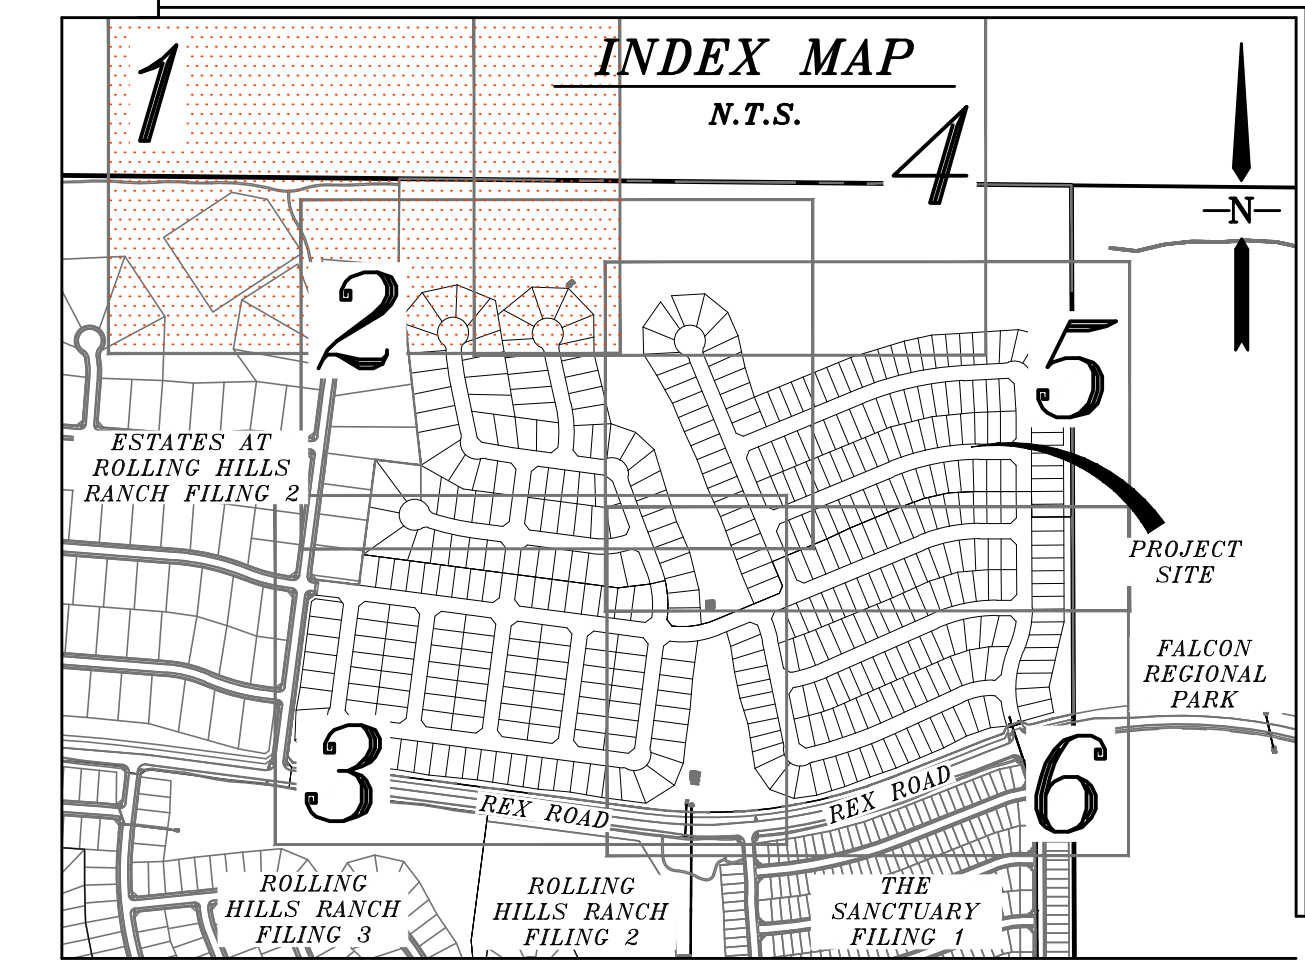 INDEX MAP
N.T.S.
1
4
N
2
5
ESTATES AT
ROLLING HILLS
RANCH FILING 2
PROJECT
SITE
FALCON
REGIONAL
PARK
3
6
REX ROAD
REX ROAD
ROLLING
HILLS RANCH
FILING 3
ROLLING
HILLS RANCH
FILING 2
THE
SANCTUARY
FILING 1